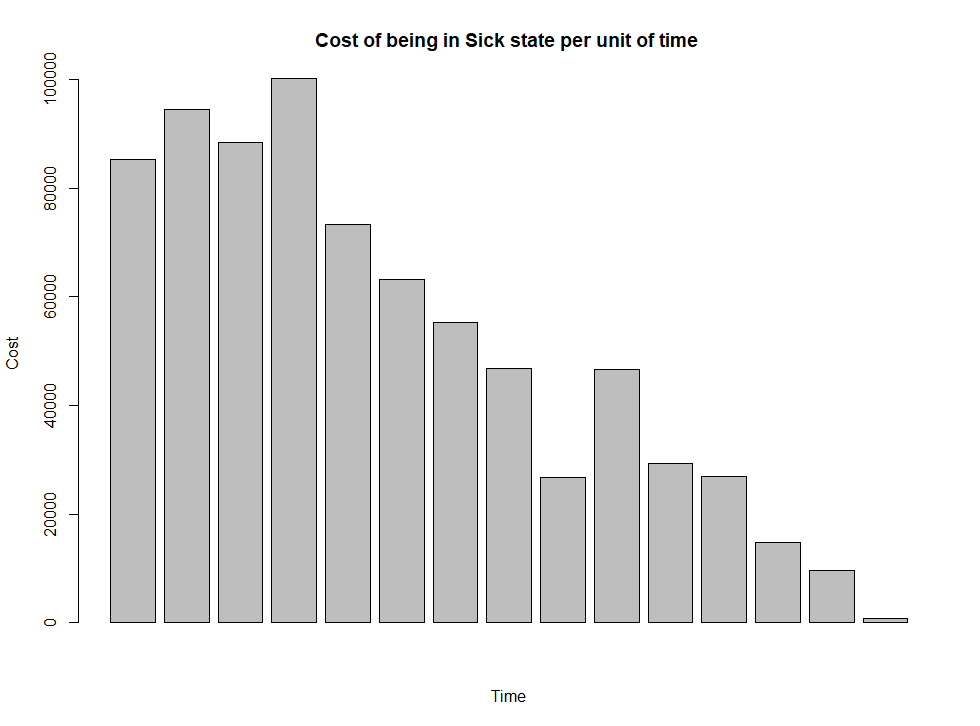 Cost of being in Sick state per unit of time
100000
80000
60000
40000
20000
0
Cost
Time